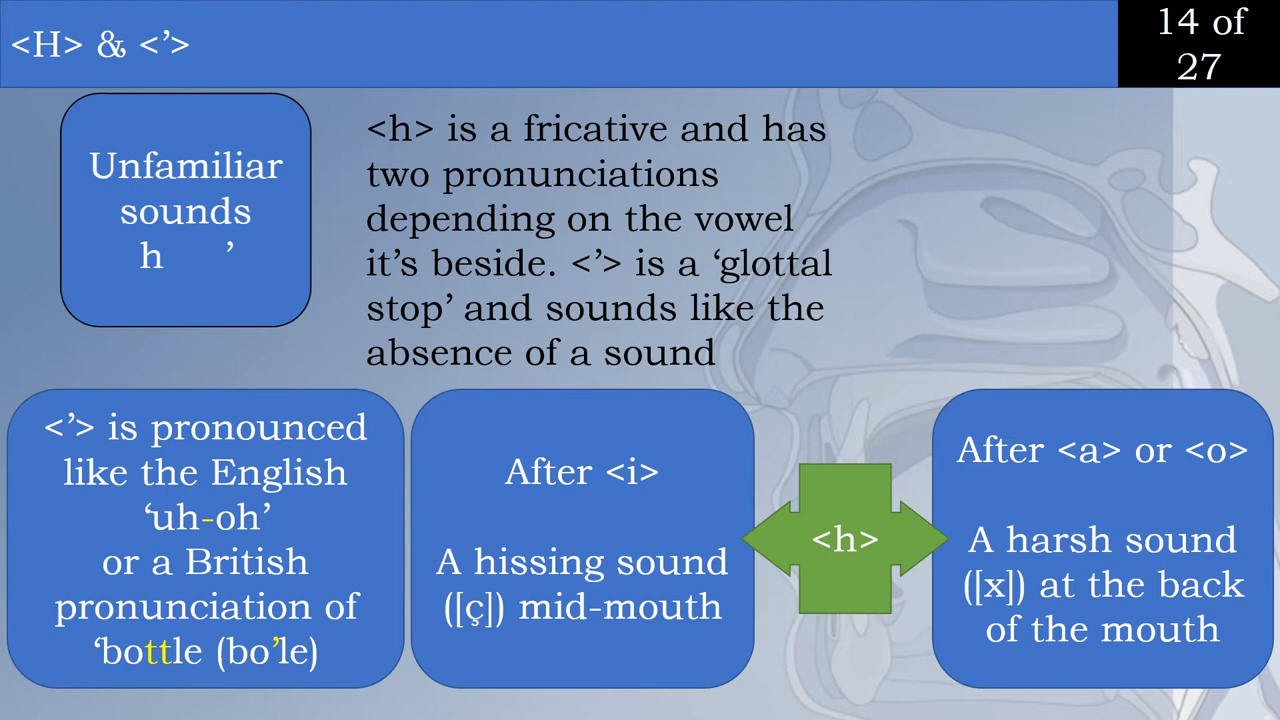 <H> & <’>
14 of
27
Unfamiliar
sounds
h ’
<h> is a fricative and has
two pronunciations
depending on the vowel
it’s beside. <’> is a ‘glottal
stop’ and sounds like the
absence of a sound
<’> is pronounced
like the English
‘uh-oh’
or a British
pronunciation of
‘bottle (bo’le)
After <i>
A hissing sound
([ç]) mid-mouth
<h>
After <a> or <o>
A harsh sound
([x]) at the back
of the mouth